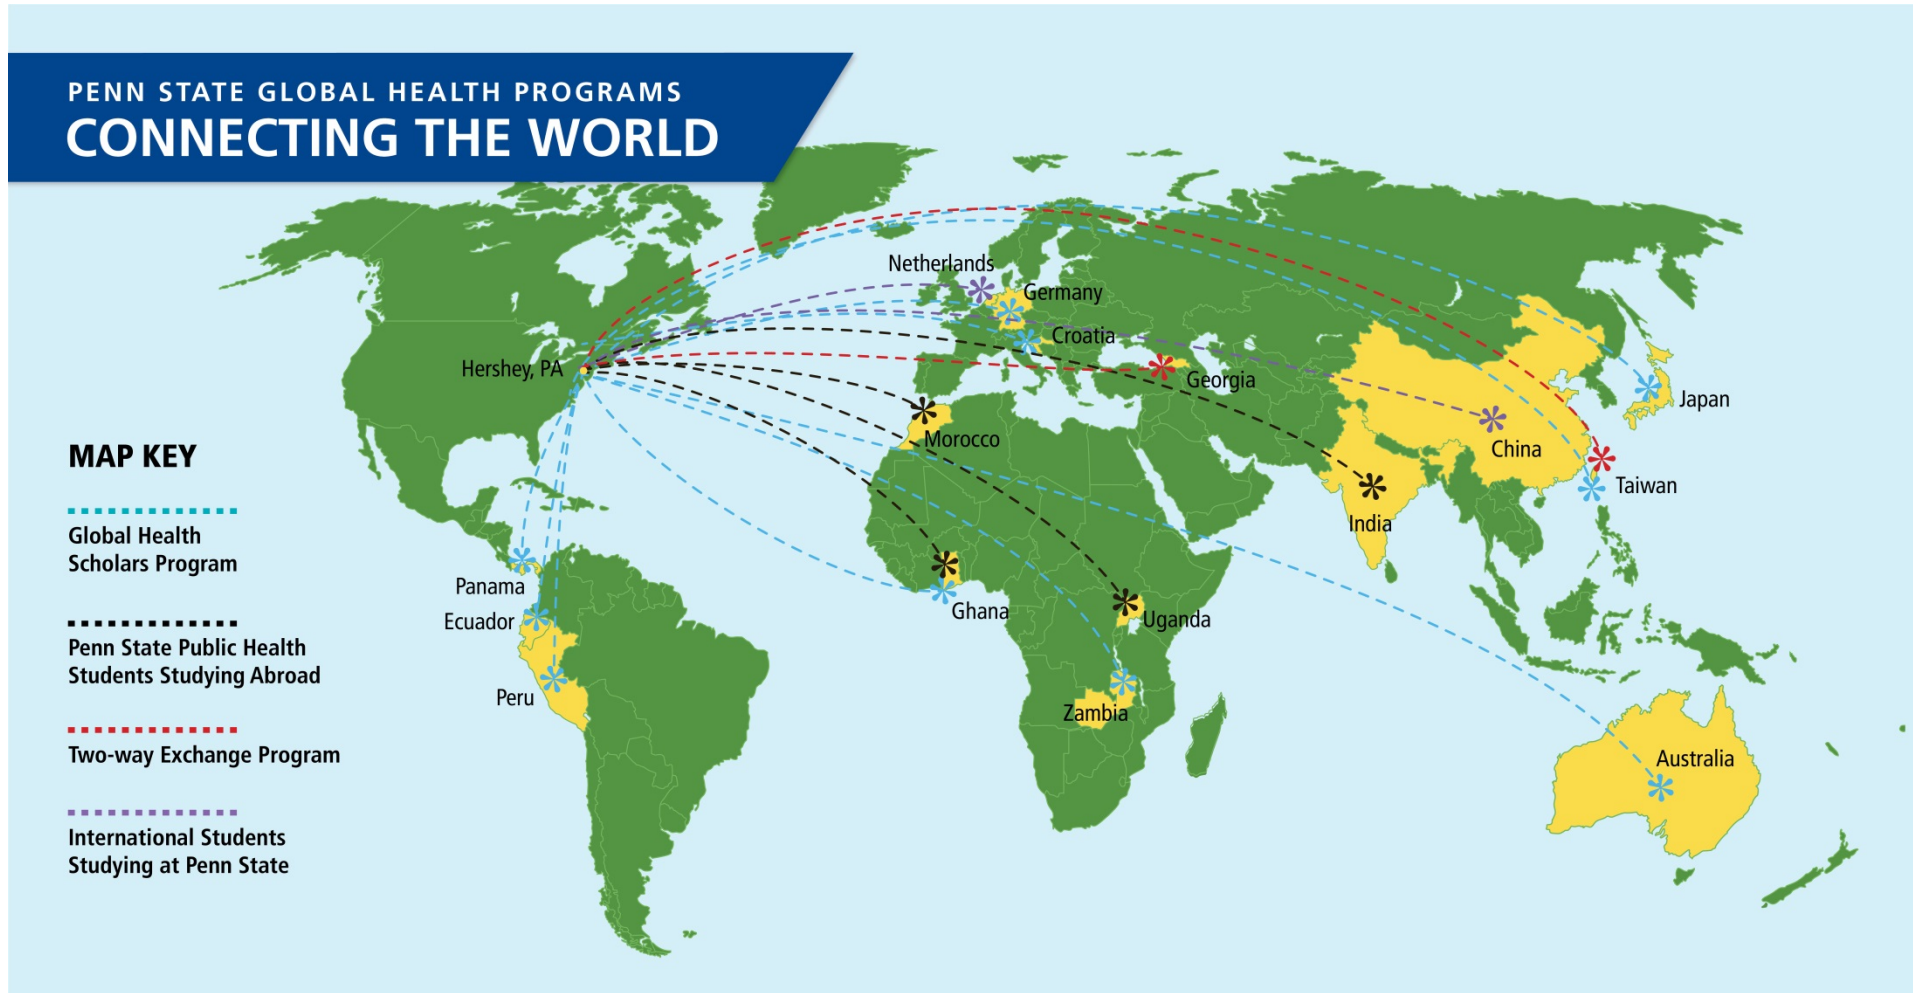 PENN STATE GLOBAL HEALTH PROGRAMS
CONNECTING THE WORLD
Netherlands
Germany
Croatia
Hershey, PA
Georgia
Japan
Morocco
China
MAP KEY
Taiwan
India
Global Health
Scholars Program
Panama
Ghana
Ecuador
Uganda
Penn State Public Health
Students Studying Abroad
Peru
Zambia
Two-way Exchange Program
Australia
International Students
Studying at Penn State